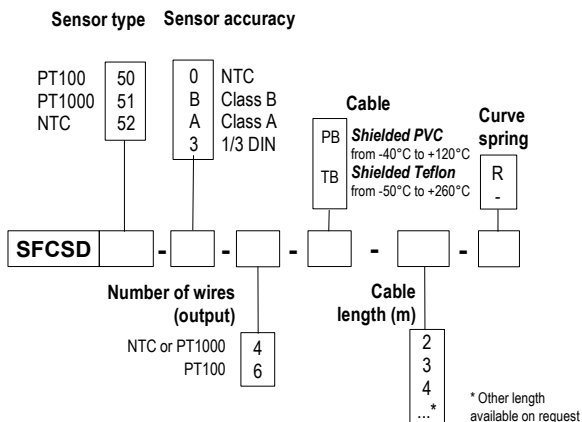 Sensor type Sensor accuracy
PT100 50
PT1000 51
NTC 52
0 NTC
B Class B
A Class A
3 1/3 DIN
Cable
PB Shielded PVC
from -40°C to +120°C
TB Shielded Teflon
from -50°C to +260°C
Curve
spring
R
-
SFCSD - - - - -
Number of wires
(output)
NTC or PT1000 4
PT100 6
Cable
length (m)
2
3
4
...*
* Other length
available on request